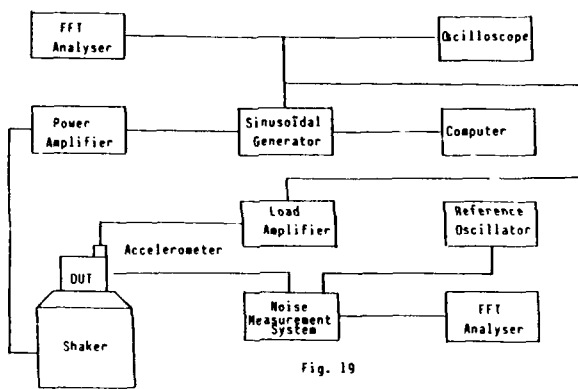 FFT
Analyser
Oscilloscope
Power
Amplifier
Sinusoïdal
Generator
Computer
Load
Amplifier
Reference
Oscillator
Accelerometer
DUT
Noise
Measurement
System
FFT
Analyser
Shaker
Fig. 19